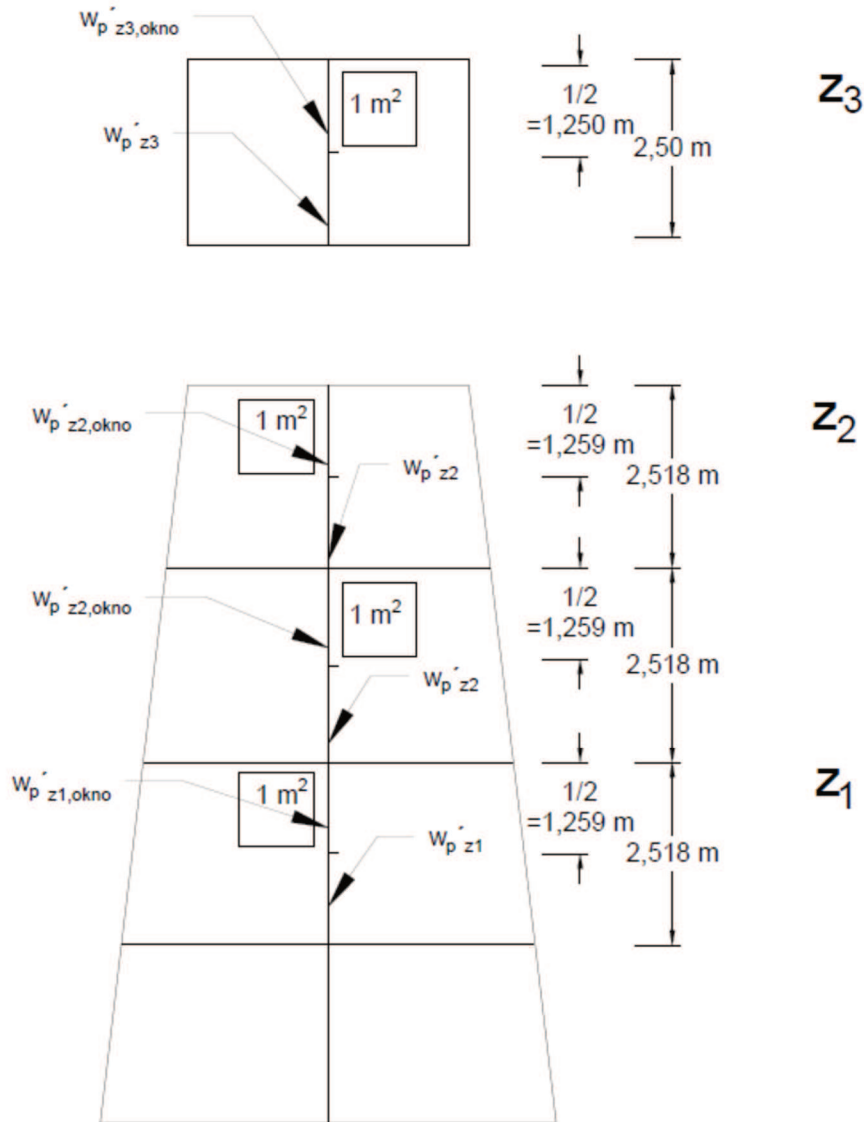 Wp´z3,okno
1 m²
1/2
=1,250 m
2,50 m
z3
Wp´z3
Wp´z2,okno
1 m²
1/2
=1,259 m
2,518 m
z2
Wp´z2
Wp´z2,okno
1 m²
1/2
=1,259 m
2,518 m
Wp´z2
Wp´z1,okno
1 m²
1/2
=1,259 m
2,518 m
z1
Wp´z1